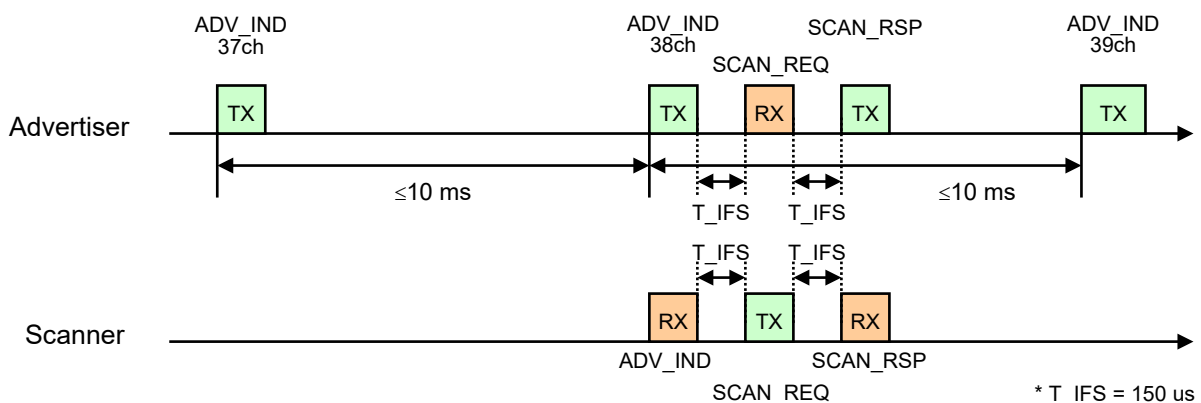 ADV_IND
37ch
ADV_IND
38ch
SCAN_RSP
ADV_IND
39ch
SCAN_REQ
Advertiser
TX
TX
RX
TX
TX
≤10 ms
≤10 ms
T_IFS
T_IFS
T_IFS
T_IFS
Scanner
RX
TX
RX
ADV_IND
SCAN_RSP
SCAN_REQ
* T_IFS = 150 us